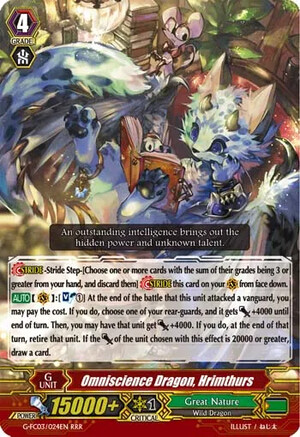 4
GRADE
An outstanding intelligence brings out the
hidden power and unknown talent.
STRIDE-Stride Step-[Choose one or more cards with the sum of their grades being 3 or
greater from your hand, and discard them] STRIDE this card on your from face down.
AUTO [1]:[V] At the end of the battle that this unit attacked a vanguard, you
may pay the cost. If you do, choose one of your rear-guards, and it gets +4000 until
end of turn. Then, you may have that unit get +4000. If you do, at the end of that
turn, retire that unit. If the of the unit chosen with this effect is 20000 or greater,
draw a card.
G
UNIT
Omniscience Dragon, Hrimthurs
POWER
15000+
1
CRITICAL
Great Nature
Wild Dragon
G-FC03/024EN RRR
ILLUST /